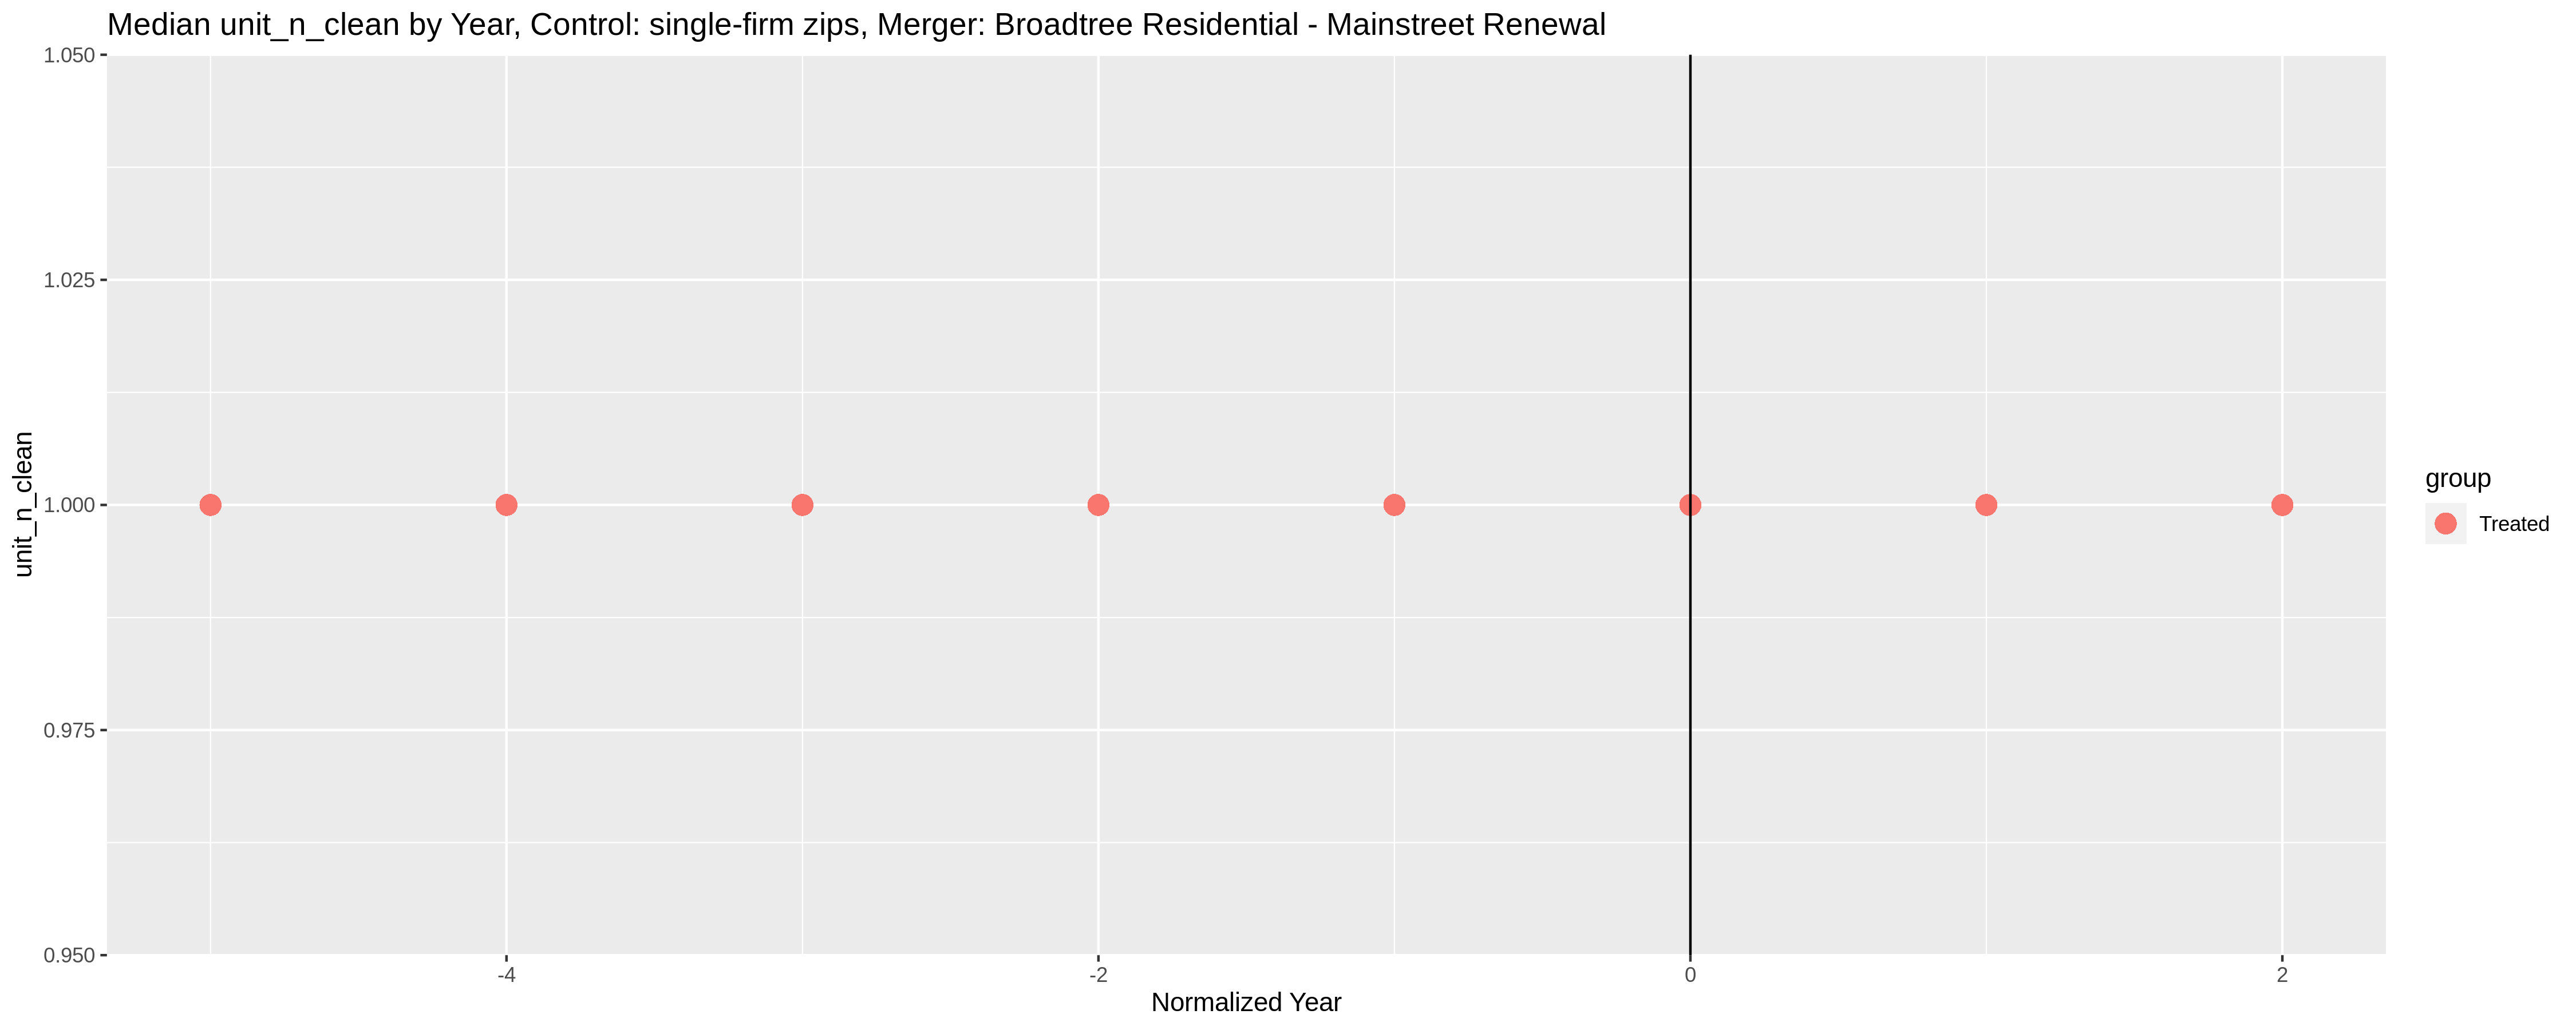 Median unit_n_clean by Year, Control: single-firm zips, Merger: Broadtree Residential - Mainstreet Renewal
1.050
1.025
1.000
0.975
0.950
unit_n_clean
-4
-2
0
2
Normalized Year
group
Treated